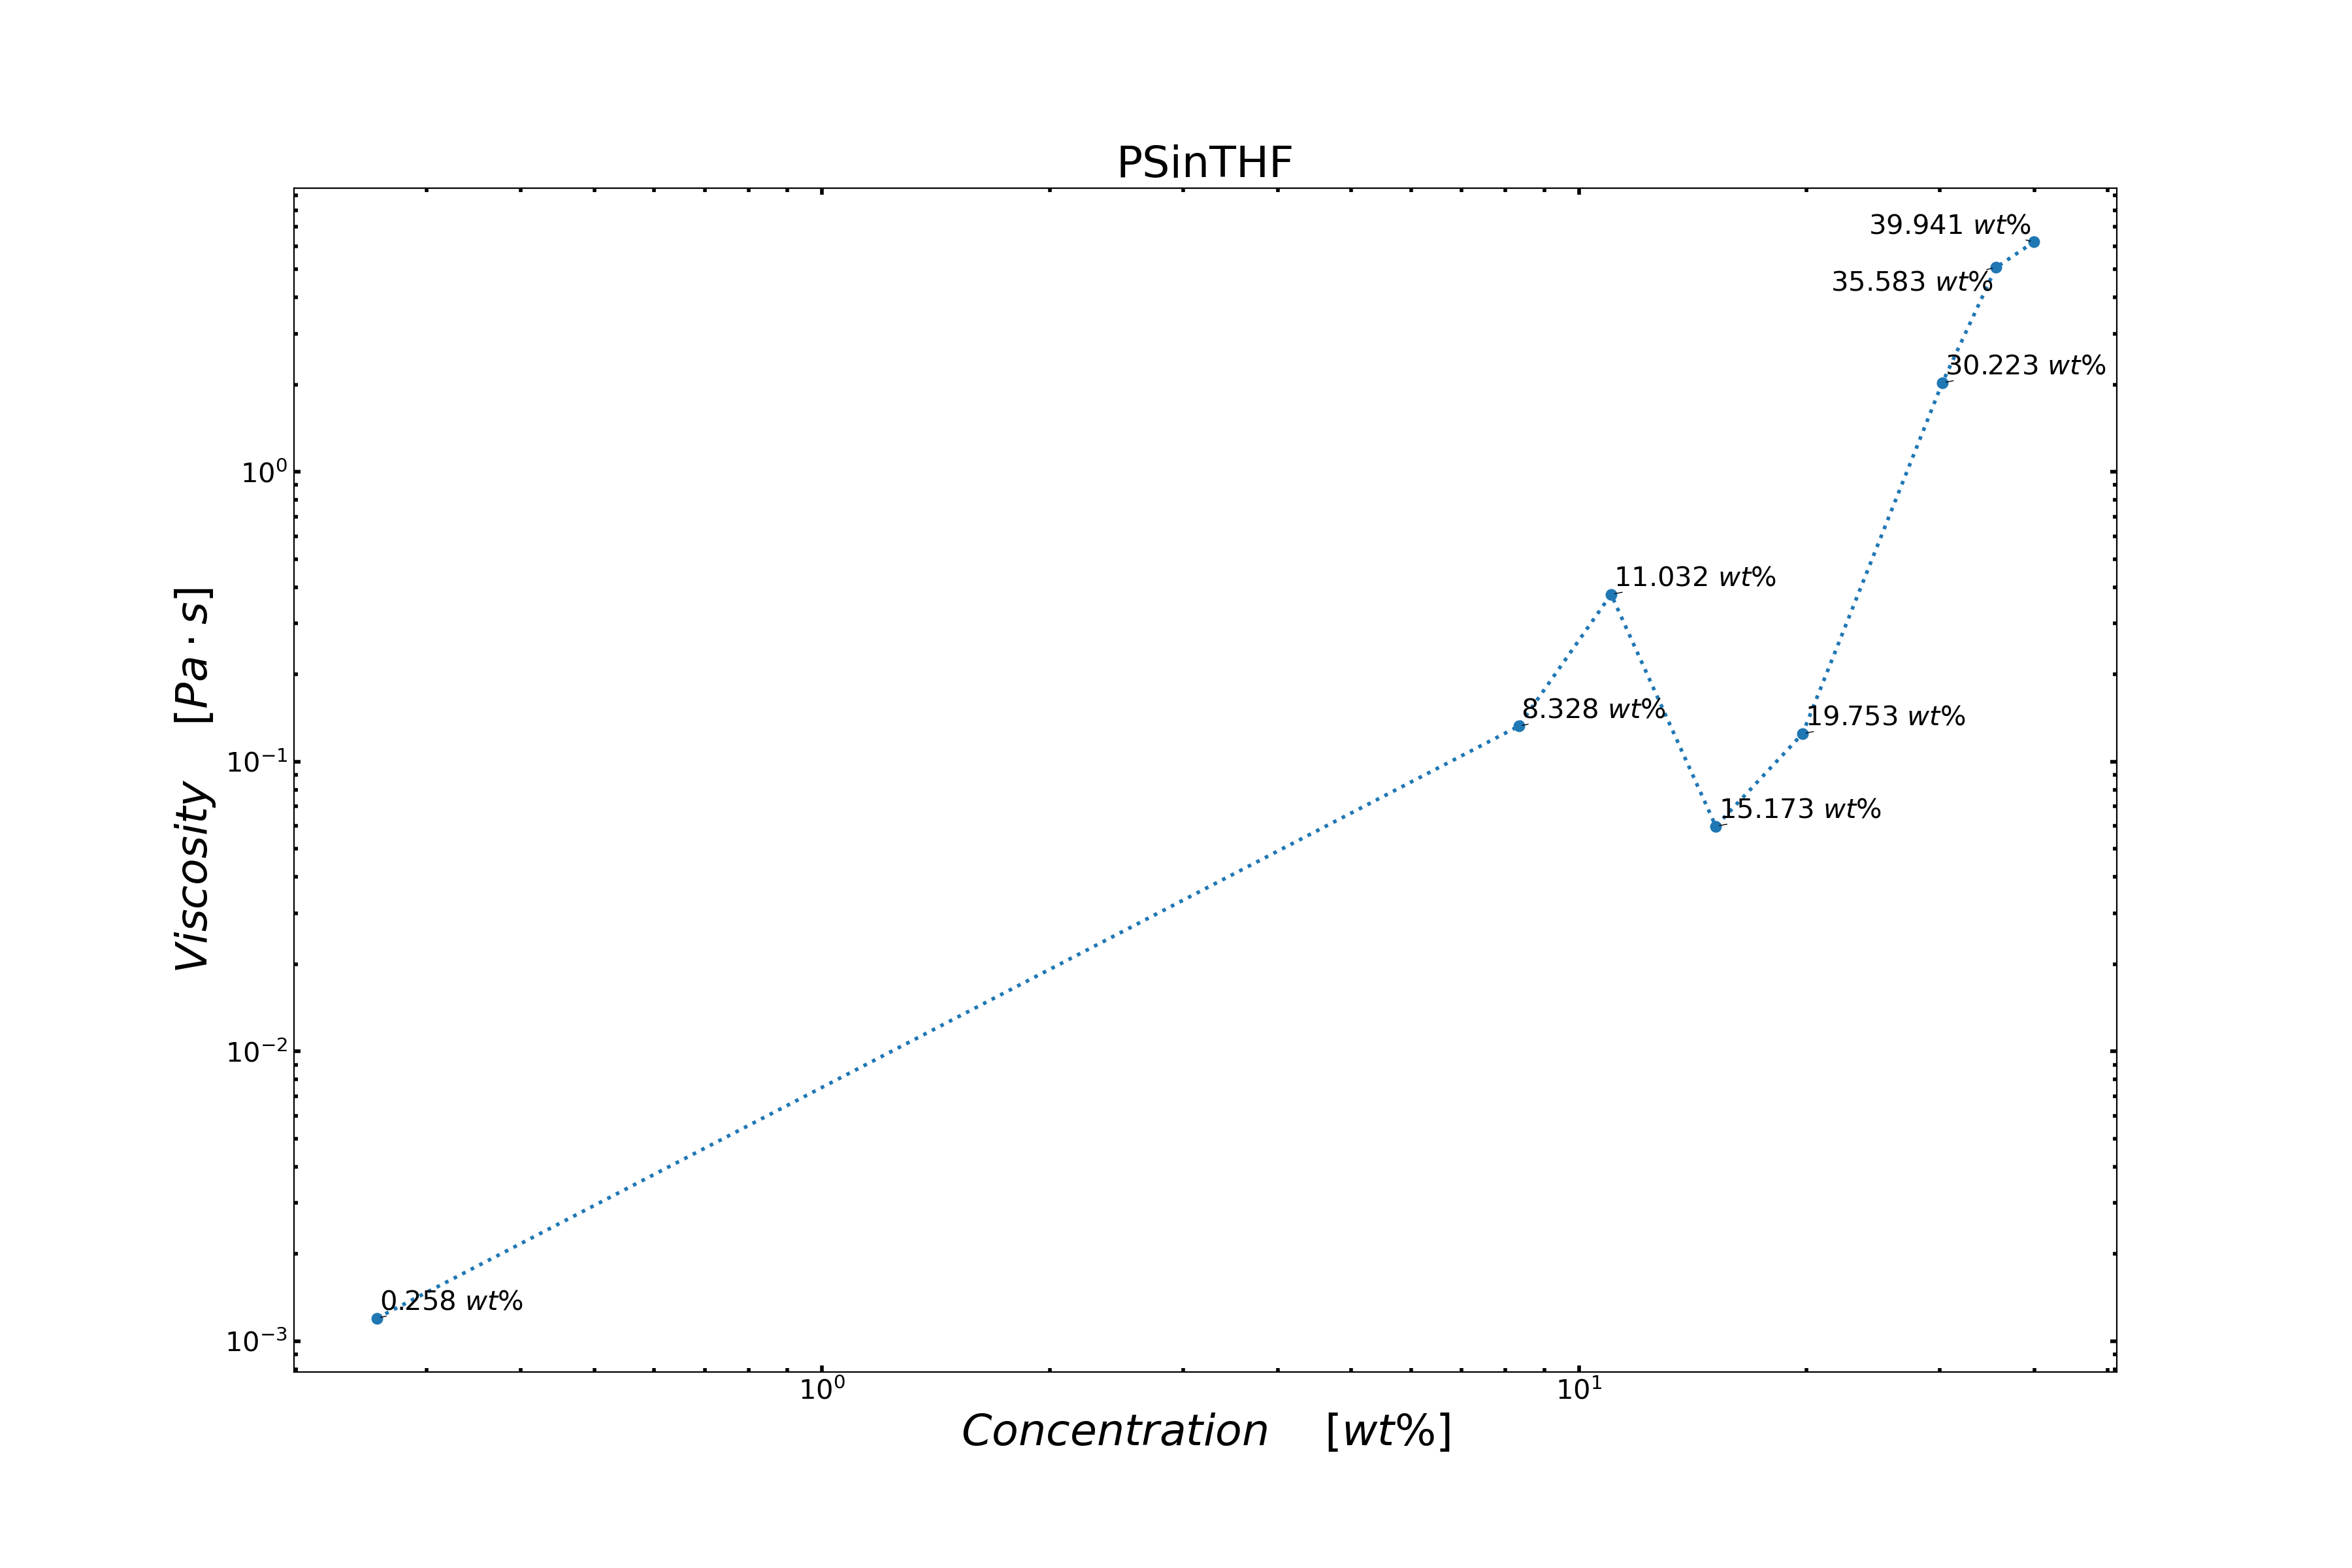 PSinTHF
39.941 wt%
35.583 wt%
30.223 wt%
10⁰
11.032 wt%
8.328 wt%
19.753 wt%
10⁻¹
15.173 wt%
10⁻²
0.258 wt%
10⁻³
Viscosity [Pa · s]
10⁰ 10¹
Concentration [wt%]